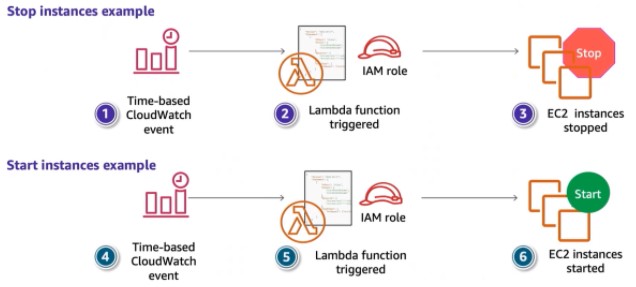 Stop instances example
Stop
IAM role
1
Time-based
CloudWatch
event
2
Lambda function
triggered
3
EC2 instances
stopped
Start instances example
Start
IAM role
4
Time-based
CloudWatch
event
5
Lambda function
triggered
6
EC2 instances
started